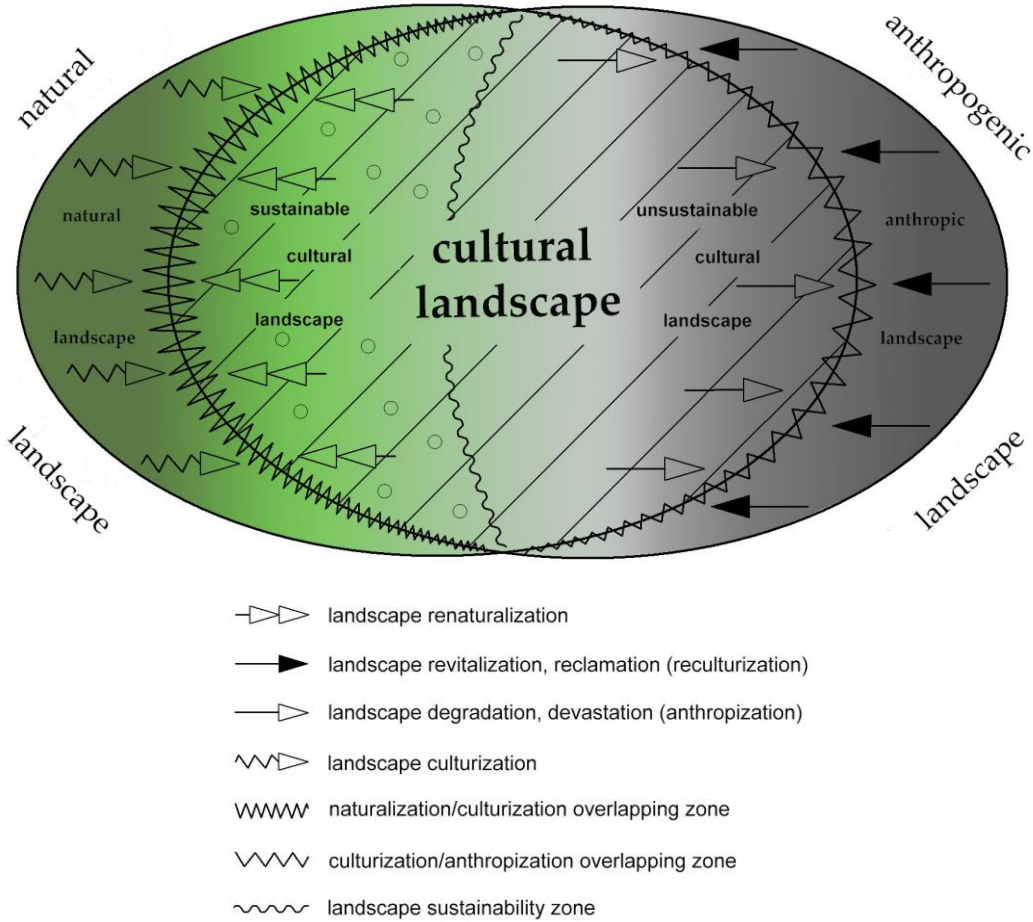 natural
landscape
anthropogenic
landscape
natural
landscape
sustainable
cultural
landscape
cultural
landscape
unsustainable
cultural
landscape
anthropic
landscape
landscape renaturalization
landscape revitalization, reclamation (reculturization)
landscape degradation, devastation (anthropization)
landscape culturization
naturalization/culturization overlapping zone
culturization/anthropization overlapping zone
landscape sustainability zone